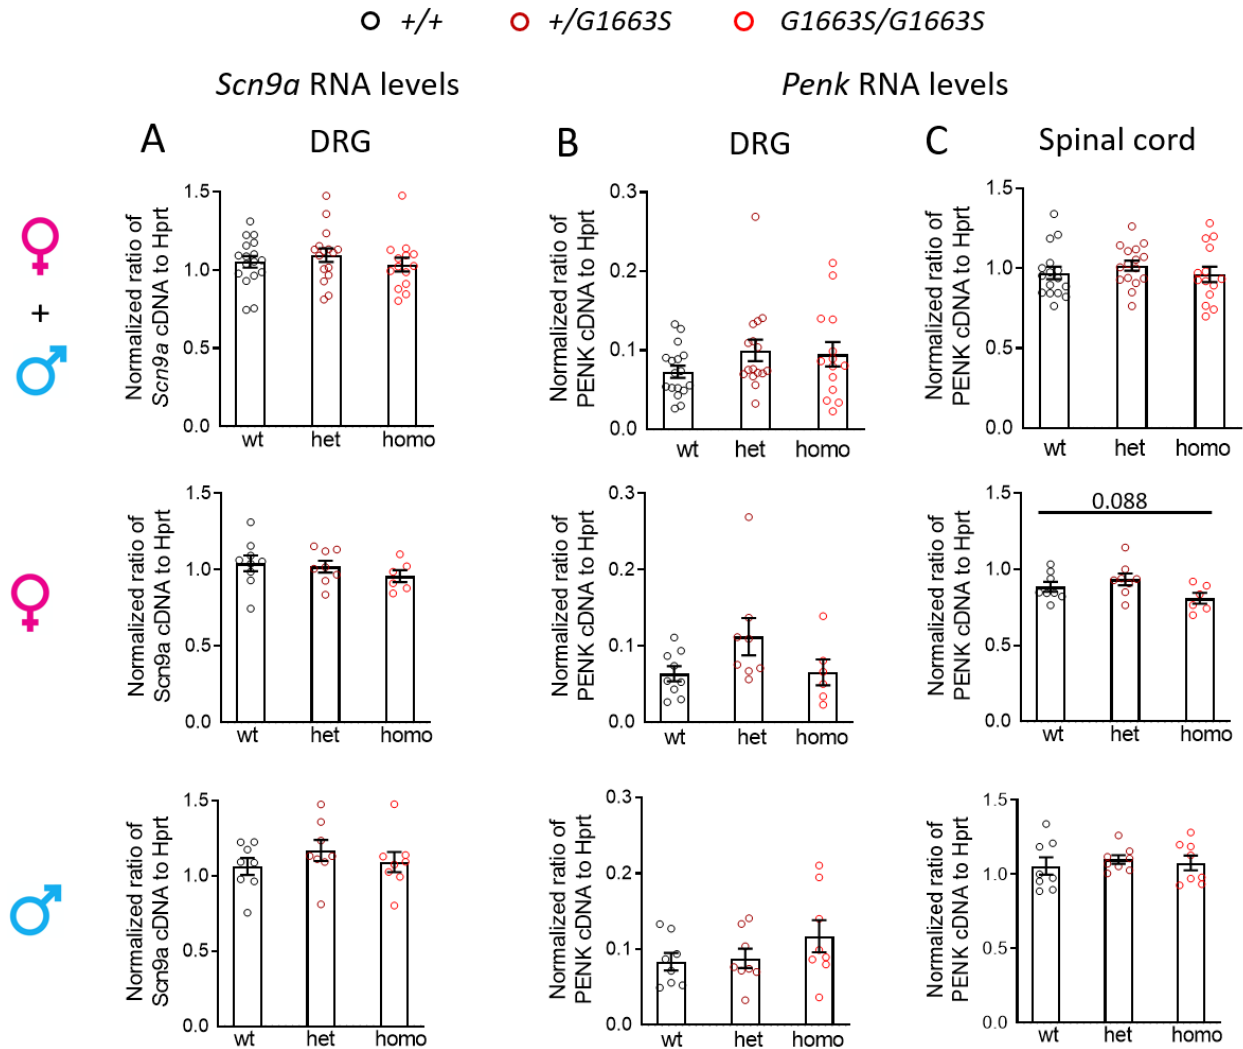 +/+ +/G1663S G1663S/G1663S
Scn9a RNA levels Penk RNA levels
A DRG B DRG C Spinal cord
Normalized ratio of
Scn9a cDNA to Hprt
1.5
1.0
0.5
0.0
wt het homo
Normalized ratio of
PENK cDNA to Hprt
0.3
0.2
0.1
0.0
wt het homo
Normalized ratio of
PENK cDNA to Hprt
1.5
1.0
0.5
0.0
wt het homo
♀
+
♂
Normalized ratio of
Scn9a cDNA to Hprt
1.5
1.0
0.5
0.0
wt het homo
Normalized ratio of
PENK cDNA to Hprt
0.3
0.2
0.1
0.0
wt het homo
Normalized ratio of
PENK cDNA to Hprt
1.5
1.0
0.5
0.0
0.088
wt het homo
♀
Normalized ratio of
Scn9a cDNA to Hprt
1.5
1.0
0.5
0.0
wt het homo
Normalized ratio of
PENK cDNA to Hprt
0.3
0.2
0.1
0.0
wt het homo
Normalized ratio of
PENK cDNA to Hprt
1.5
1.0
0.5
0.0
wt het homo
♂